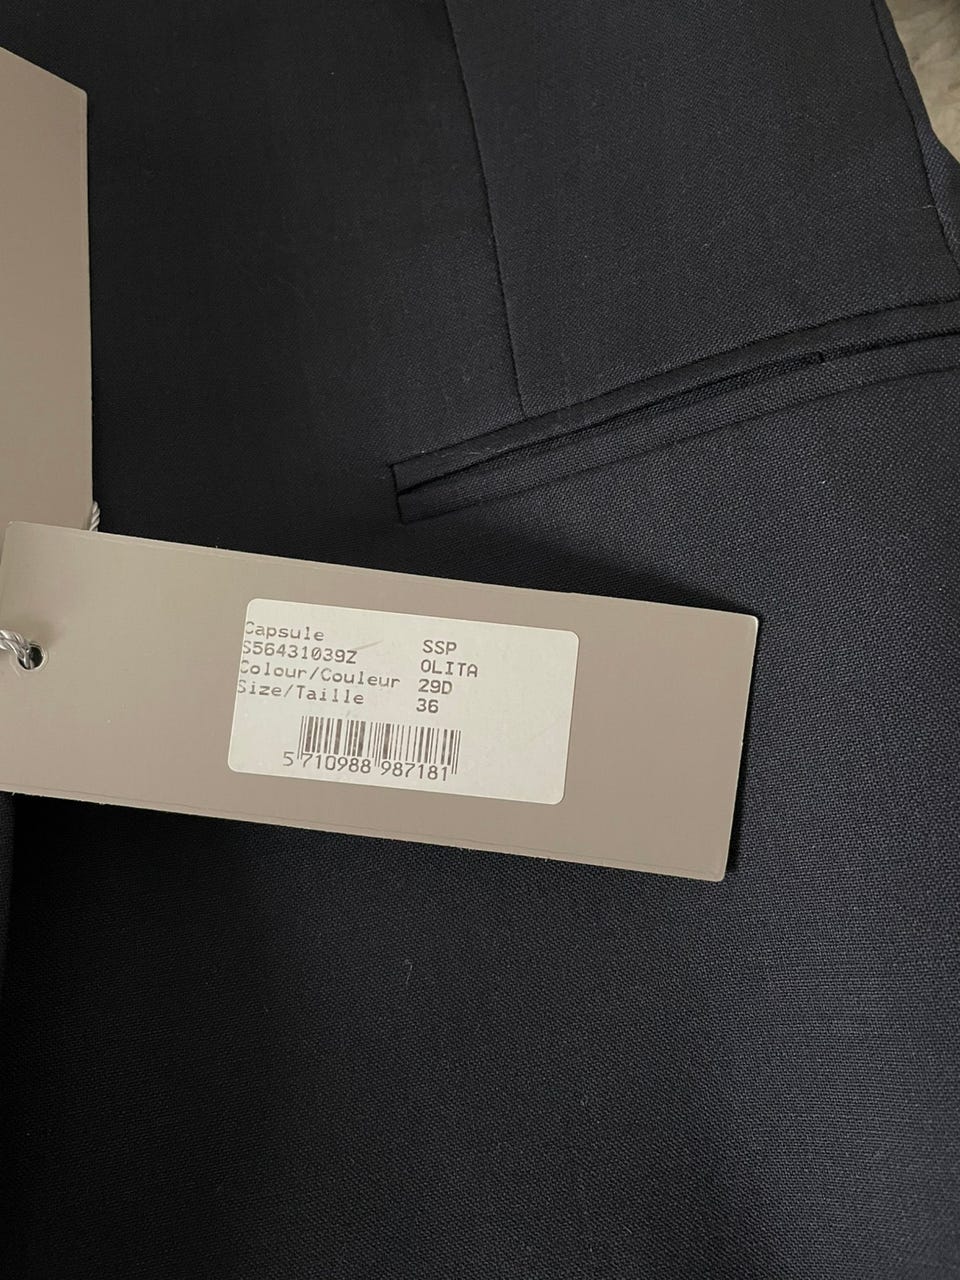 Capsule SSP
S56431039Z OLITA
Colour/Couleur 29D
Size/Taille 36
5 710988 987181